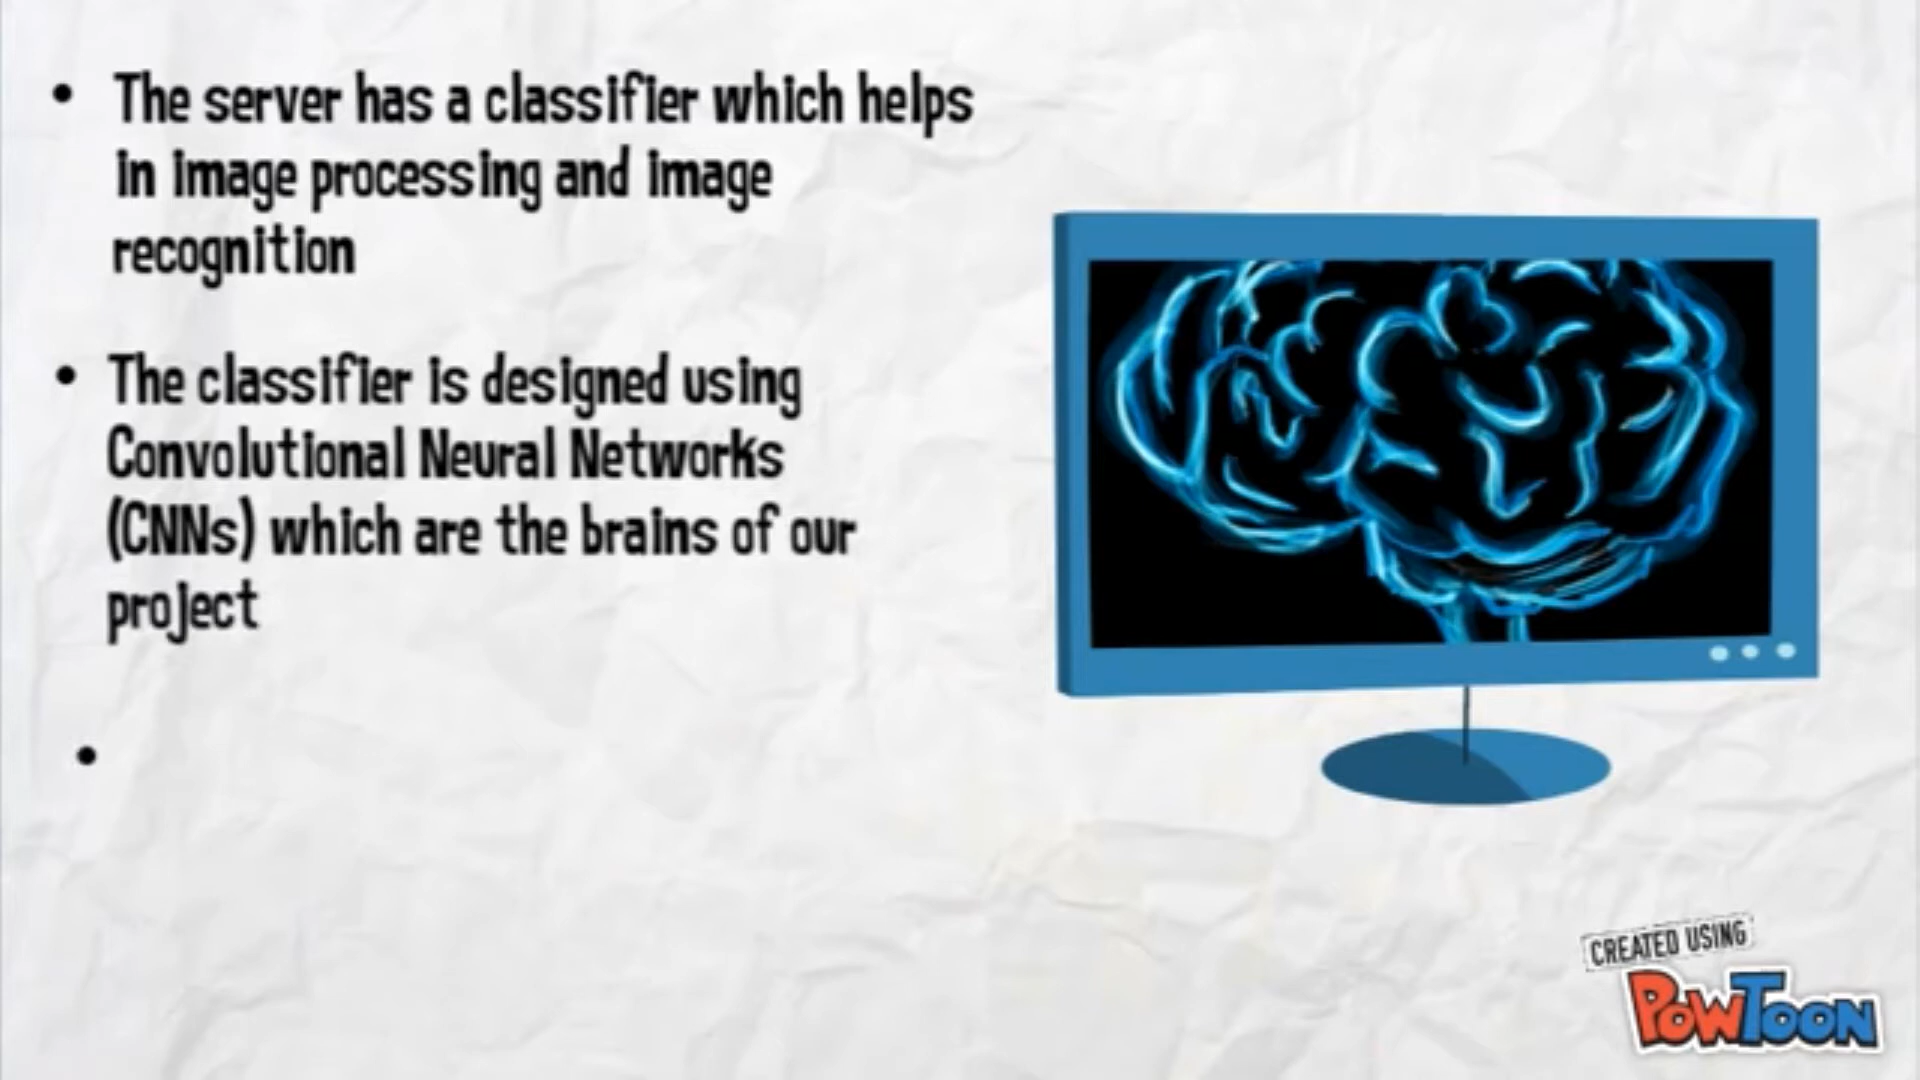 • The server has a classifier which helps
in image processing and image
recognition
• The classifier is designed using
Convolutional Neural Networks
(CNNs) which are the brains of our
project
•
CREATED USING
POWTOON